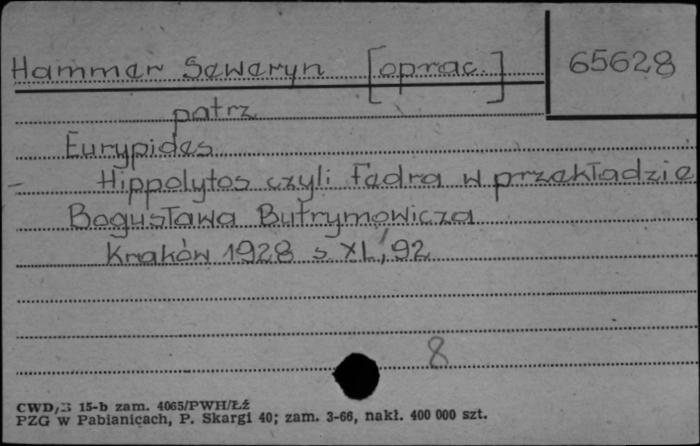 Hammer Seweryn [oprac.] 65628
patrz
Eurypides
– Hippolytos czyli Fedra w przekładzie
Bogusława Butrymowicza
Kraków 1928 s. XL, 92
8
CWD/3 15-b zam. 4065/PWH/Łź
PZG w Pabianicach, P. Skargi 40; zam. 3-66, nakł. 400 000 szt.